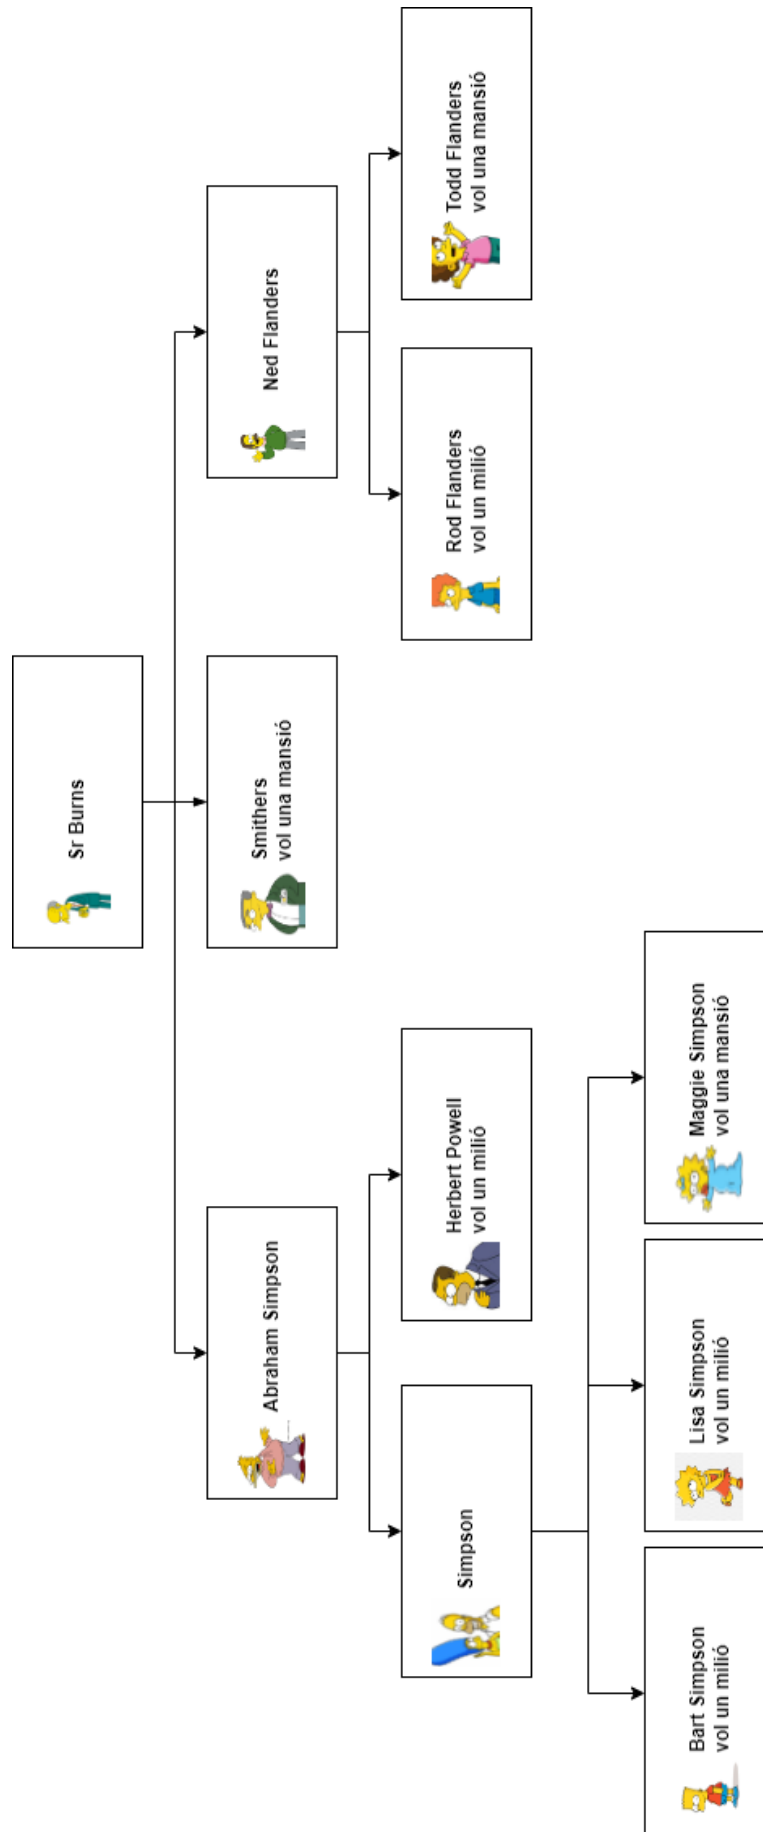 Sr Burns
Abraham Simpson
Smithers
vol una mansió
Ned Flanders
Simpson
Herbert Powell
vol un milió
Rod Flanders
vol un milió
Todd Flanders
vol una mansió
Bart Simpson
vol un milió
Lisa Simpson
vol un milió
Maggie Simpson
vol una mansió